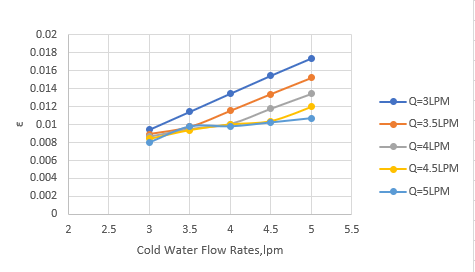 0.02
0.018
0.016
0.014
0.012
0.01
0.008
0.006
0.004
0.002
0
ε
2 2.5 3 3.5 4 4.5 5 5.5
Cold Water Flow Rates,lpm
Q=3LPM
Q=3.5LPM
Q=4LPM
Q=4.5LPM
Q=5LPM